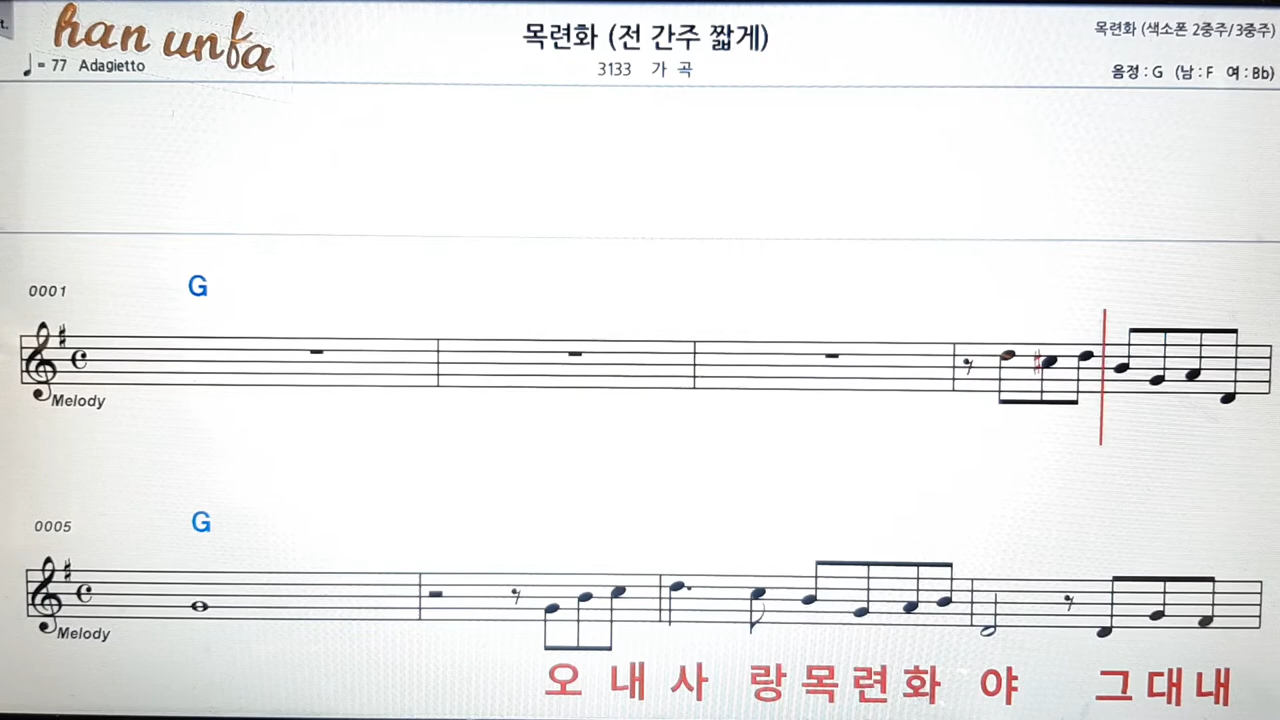 t.
han unfa
목련화 (전 간주 짧게)
목련화 (색소폰 2중주/3중주)
♩ = 77 Adagietto
3133 가 곡
음정 : G (남 : F 여 : Bb)
0001
G
Melody
0005
G
Melody
오 내 사 랑 목 련 화 야 그 대 내